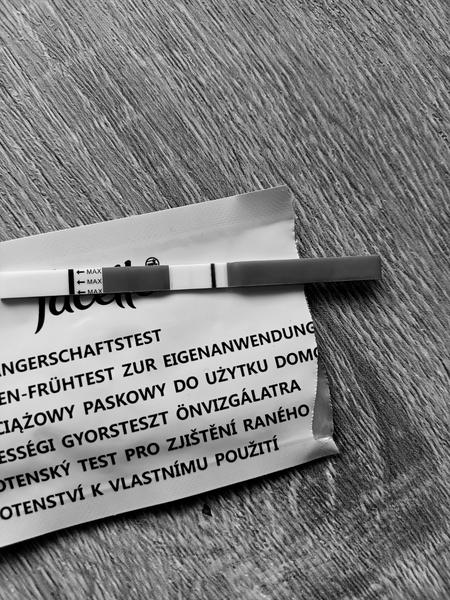 ← MAX
← MAX
← MAX
NGERSCHAFTSTEST
EN-FRÜHTEST ZUR EIGENANWENDUNG
CIĄŻOWY PASKOWY DO UŻYTKU DOMO
ESSÉGI GYORSTESZT ÖNVIZGÁLATRA
OTENSKÝ TEST PRO ZJIŠTĚNÍ RANÉHO
OTENSTVÍ K VLASTNÍMU POUŽITÍ